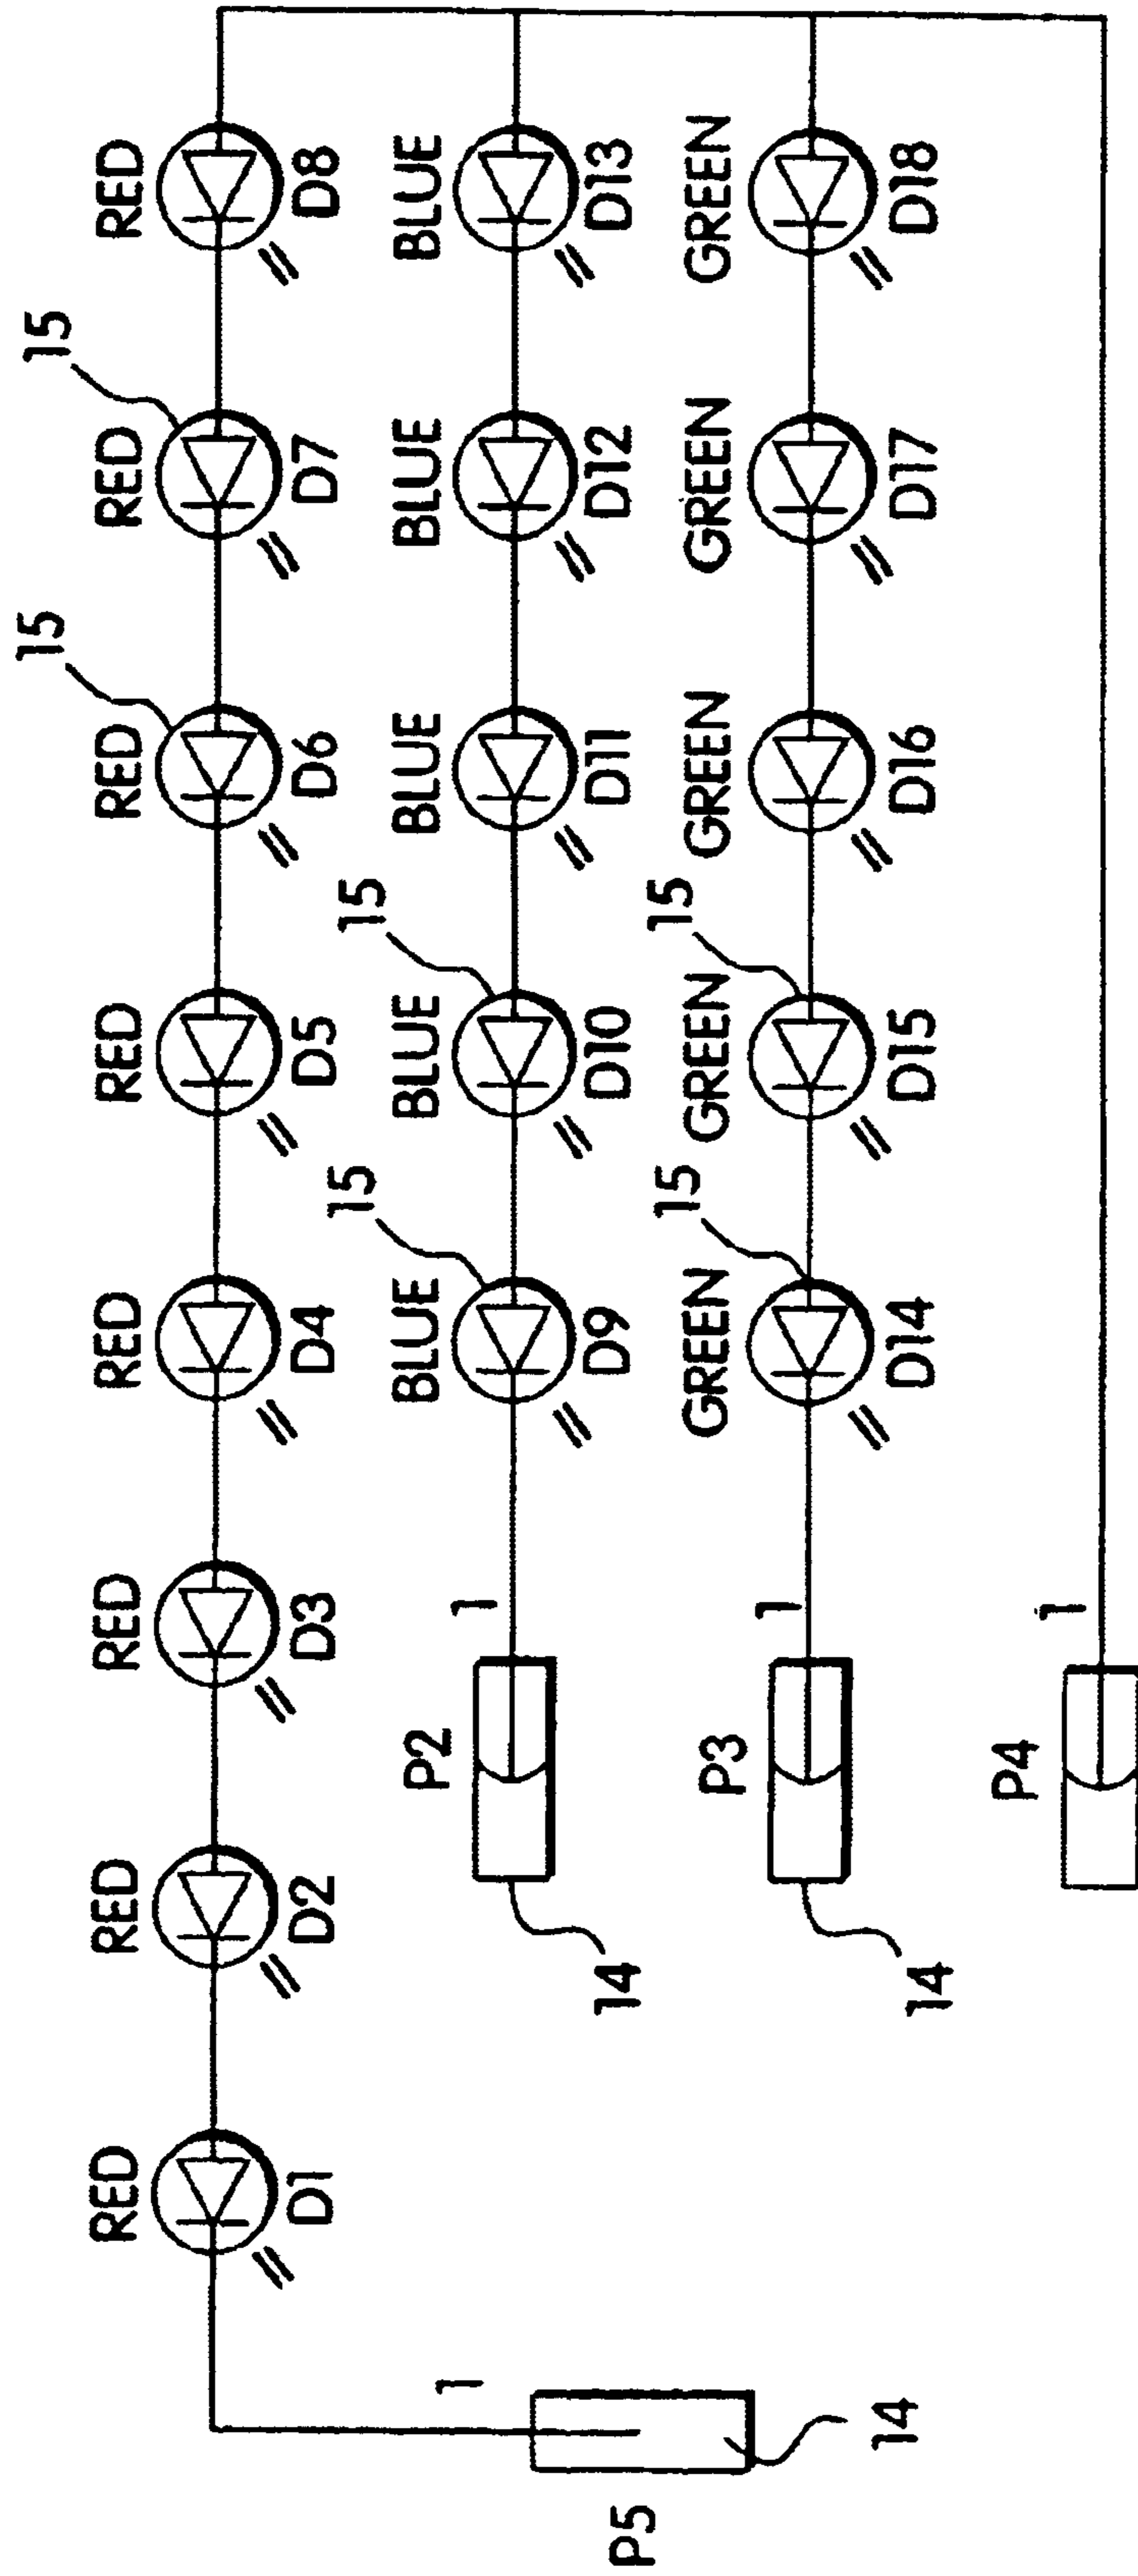 15 15
RED RED RED RED RED RED RED RED
D1 D2 D3 D4 D5 D6 D7 D8
15 15
P2 BLUE BLUE BLUE BLUE BLUE
1 1
14 D9 D10 D11 D12 D13
P5
15 15
P3 GREEN GREEN GREEN GREEN GREEN
1
14 14 D14 D15 D16 D17 D18
P4
1